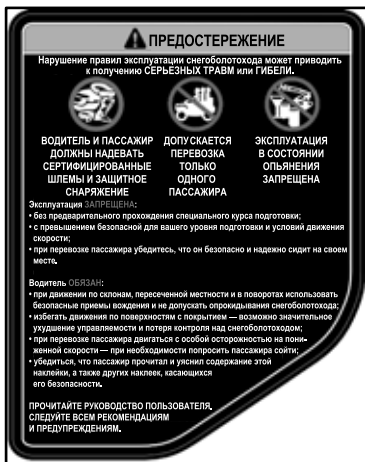 ПРЕДОСТЕРЕЖЕНИЕ
Нарушение правил эксплуатации снегоболотохода может приводить
к получению СЕРЬЕЗНЫХ ТРАВМ или ГИБЕЛИ.
ВОДИТЕЛЬ И ПАССАЖИР
ДОЛЖНЫ НАДЕВАТЬ
СЕРТИФИЦИРОВАННЫЕ
ШЛЕМЫ И ЗАЩИТНОЕ
СНАРЯЖЕНИЕ
ДОПУСКАЕТСЯ
ПЕРЕВОЗКА
ТОЛЬКО
ОДНОГО
ПАССАЖИРА
ЭКСПЛУАТАЦИЯ
В СОСТОЯНИИ
ОПЬЯНЕНИЯ
ЗАПРЕЩЕНА
Эксплуатация ЗАПРЕЩЕНА:
• без предварительного прохождения специального курса подготовки;
• с превышением безопасной для вашего уровня подготовки и условий движения
скорости;
• при перевозке пассажира убедитесь, что он безопасно и надежно сидит на своем
месте.
Водитель ОБЯЗАН:
• при движении по склонам, пересеченной местности и в поворотах использовать
безопасные приемы вождения и не допускать опрокидывания снегоболотохода;
• избегать движения по поверхностям с покрытием — возможно значительное
ухудшение управляемости и потеря контроля над снегоболотоходом;
• при перевозке пассажира двигаться с особой осторожностью на пони-
женной скорости — при необходимости попросить пассажира сойти;
• убедиться, что пассажир прочитал и уяснил содержание этой
наклейки, а также других наклеек, касающихся
его безопасности.
ПРОЧИТАЙТЕ РУКОВОДСТВО ПОЛЬЗОВАТЕЛЯ.
СЛЕДУЙТЕ ВСЕМ РЕКОМЕНДАЦИЯМ
И ПРЕДУПРЕЖДЕНИЯМ.